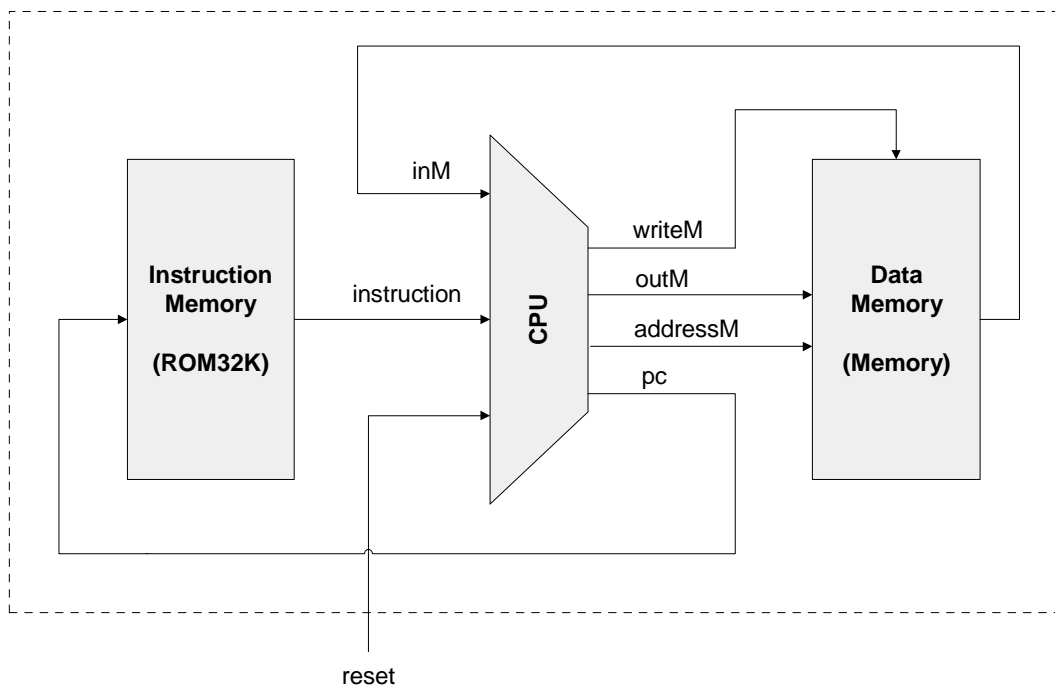 inM
writeM
Instruction
Memory
(ROM32K)
instruction
CPU
outM
addressM
pc
Data
Memory
(Memory)
reset